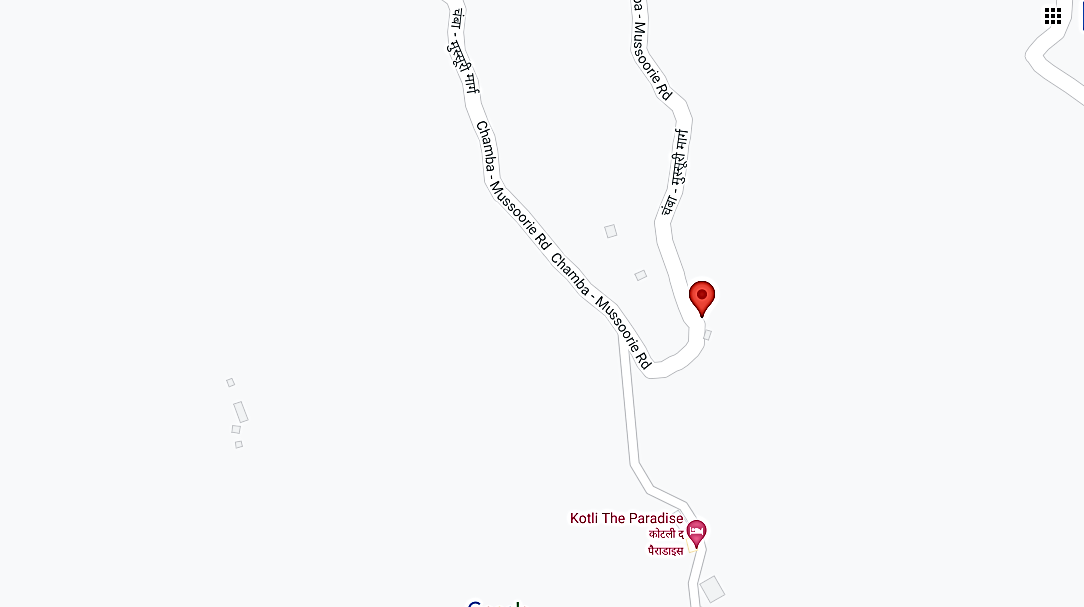 चंबा - मुस्सूरी मार्ग
ba - Mussoorie Rd
Chamba - Mussoorie Rd
चंबा - मुस्सूरी मार्ग
Chamba - Mussoorie Rd
Kotli The Paradise
कोटली द
पैराडाइस